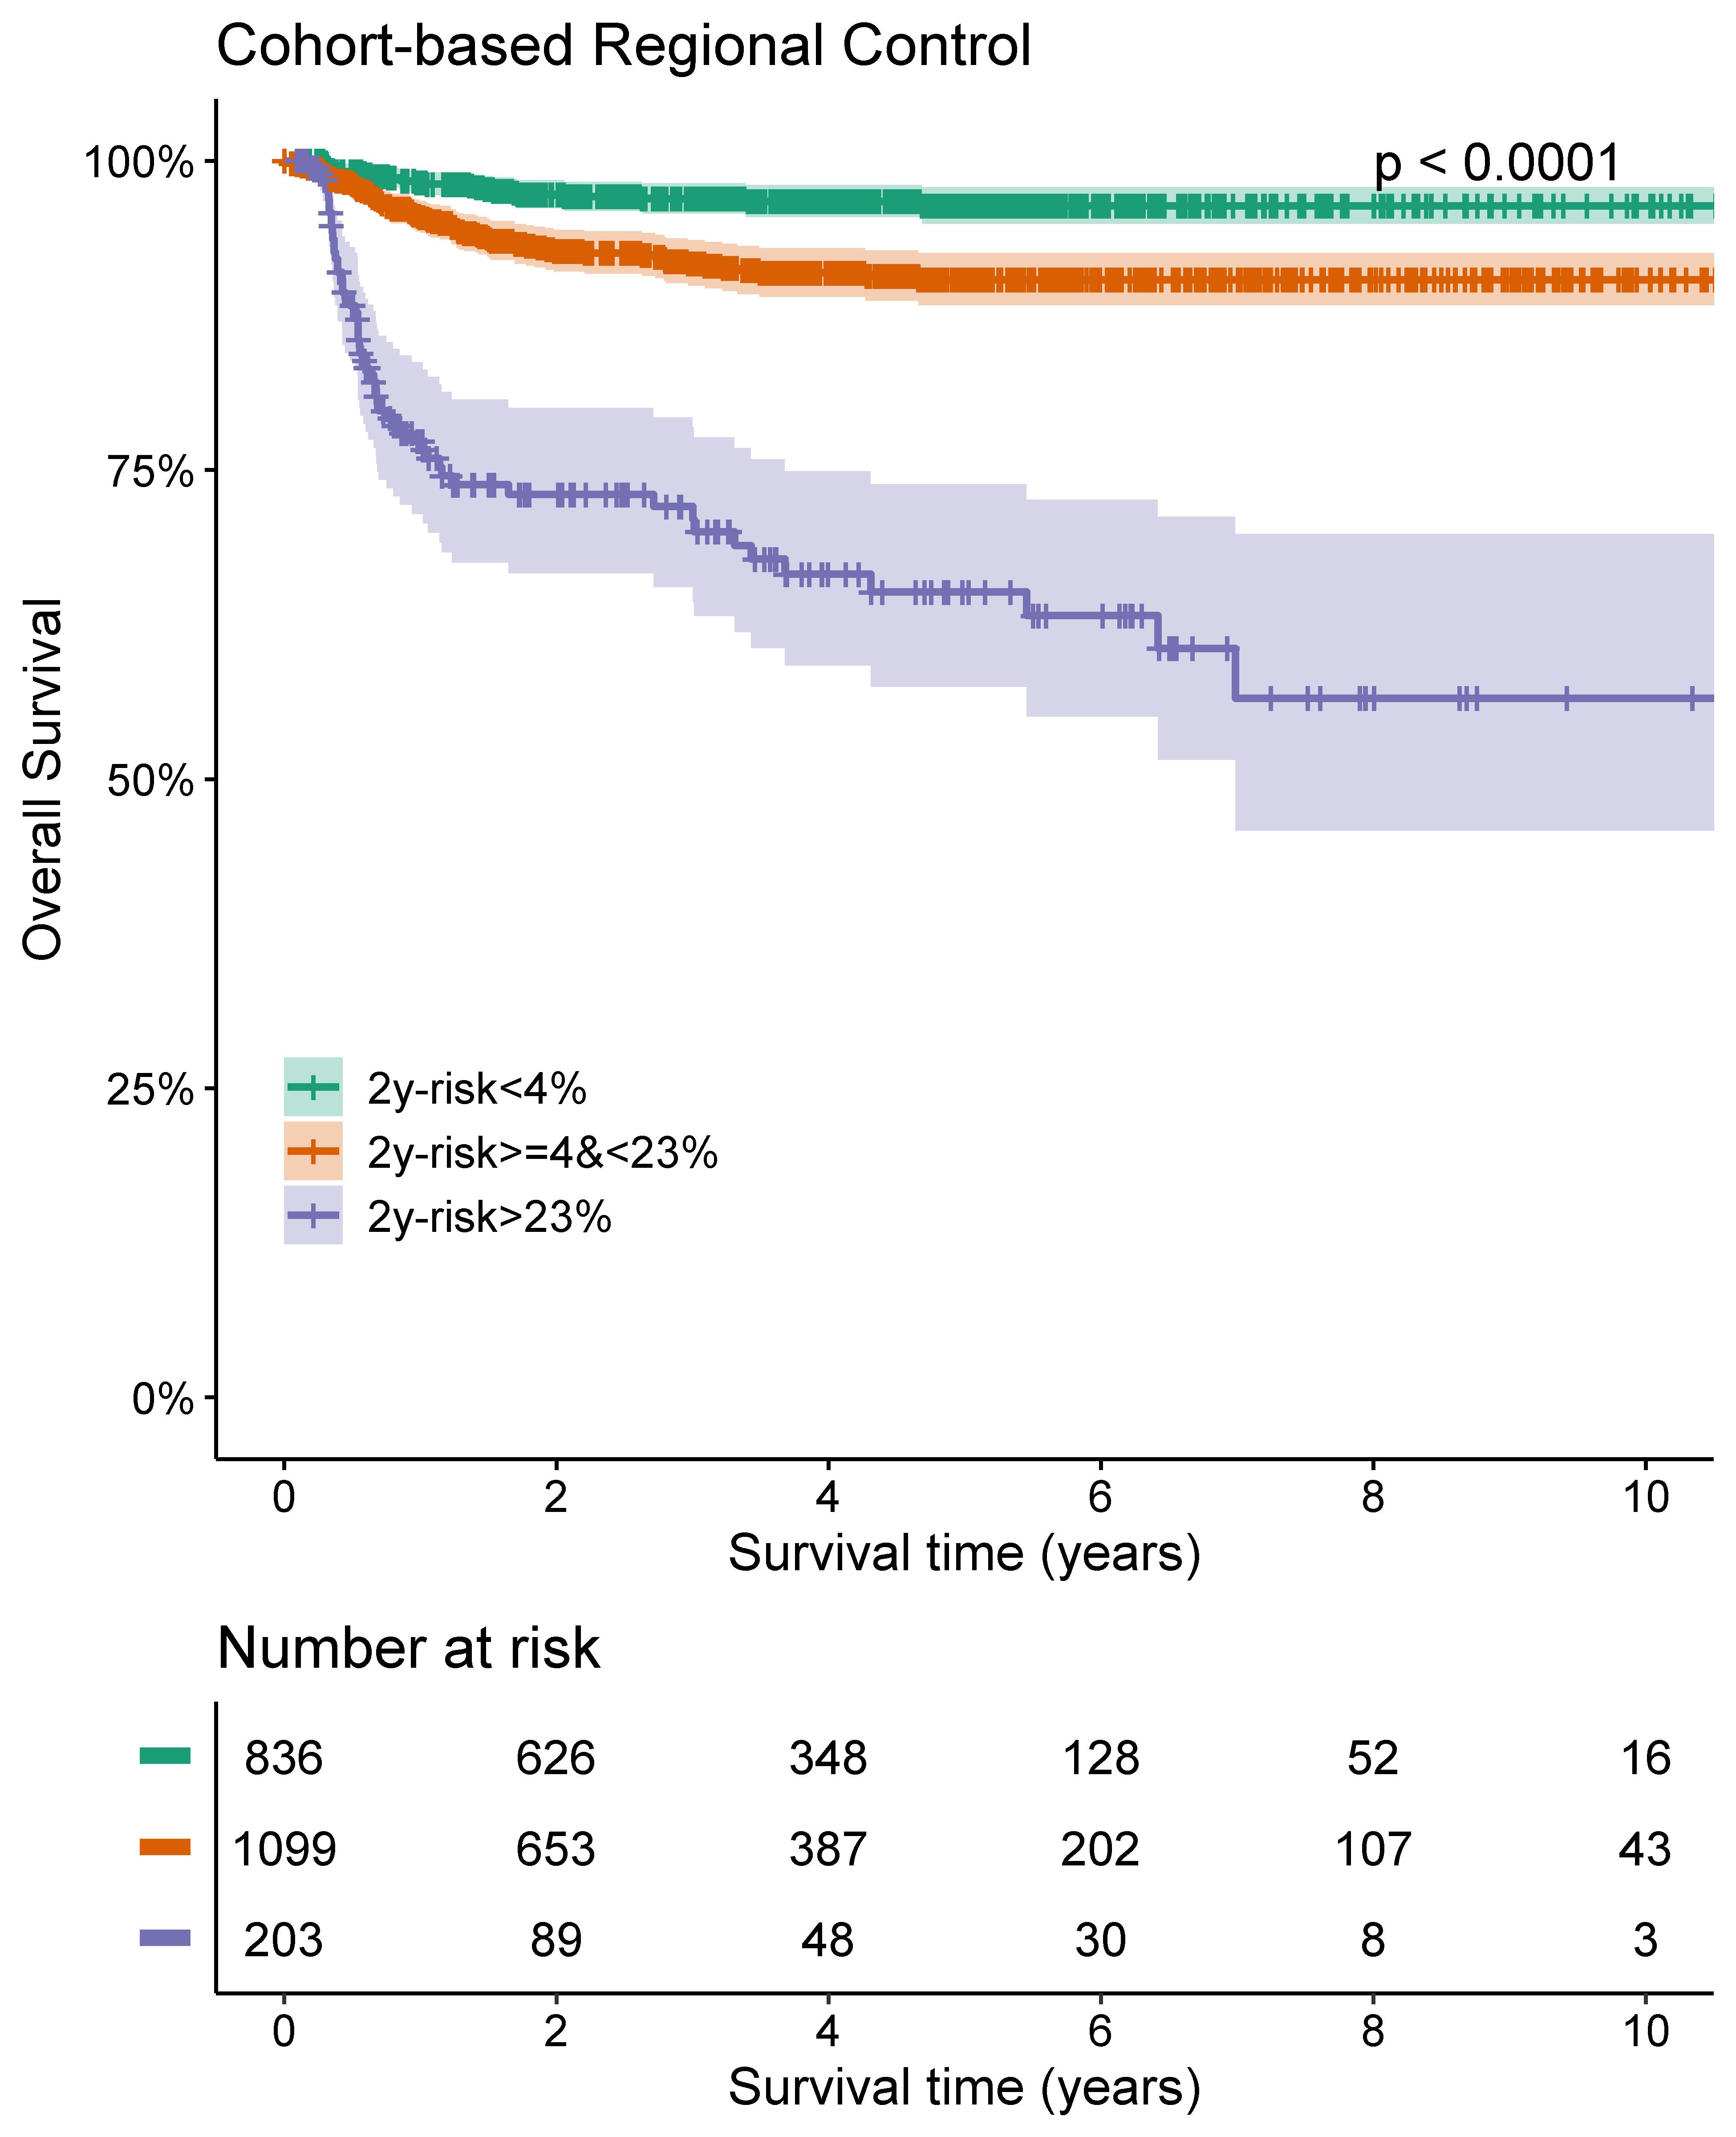 Cohort-based Regional Control
p < 0.0001
100%
75%
50%
25%
0%
Overall Survival
2y-risk<4%
2y-risk>=4&<23%
2y-risk>23%
0 2 4 6 8 10
Survival time (years)
Number at risk
836 626 348 128 52 16
1099 653 387 202 107 43
203 89 48 30 8 3
0 2 4 6 8 10
Survival time (years)